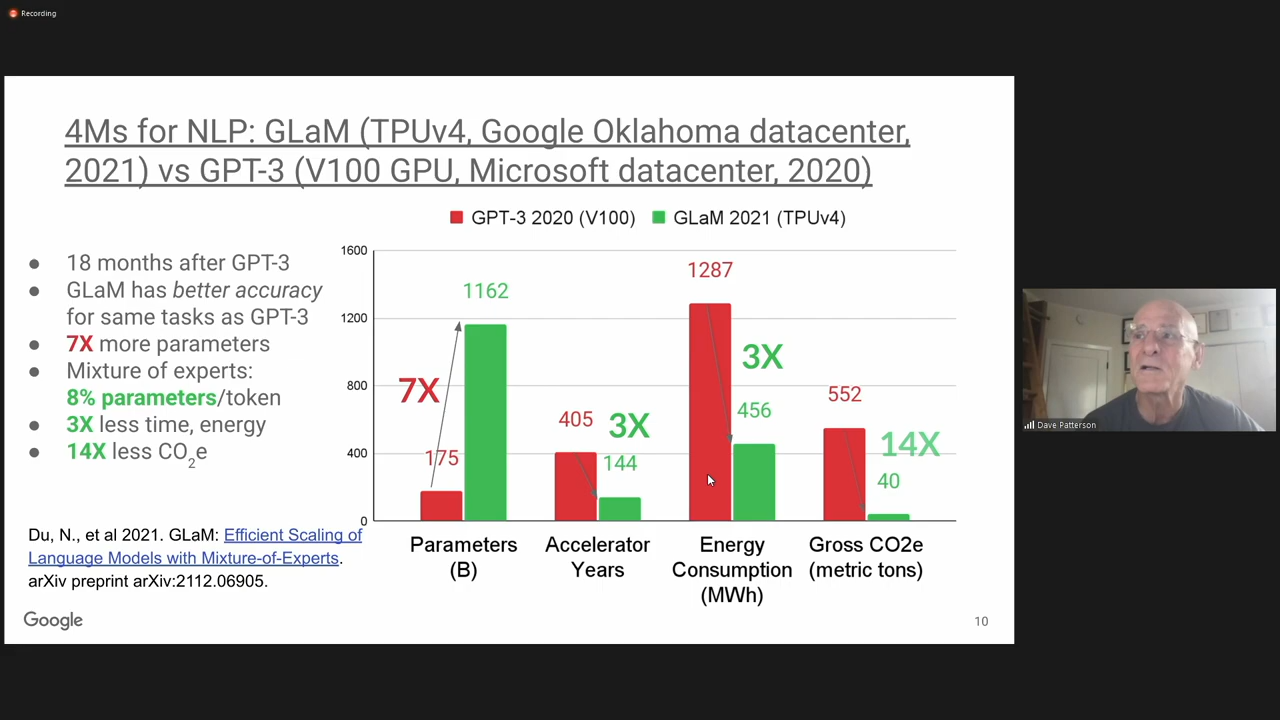 Recording
4Ms for NLP: GLaM (TPUv4, Google Oklahoma datacenter,
2021) vs GPT-3 (V100 GPU, Microsoft datacenter, 2020)
GPT-3 2020 (V100)
GLaM 2021 (TPUv4)
● 18 months after GPT-3
● GLaM has better accuracy
for same tasks as GPT-3
● 7X more parameters
● Mixture of experts:
8% parameters/token
● 3X less time, energy
● 14X less CO2e
1600
1200
800
400
0
175
7X
1162
405
3X
144
1287
3X
456
552
14X
40
Parameters
(B)
Accelerator
Years
Energy
Consumption
(MWh)
Gross CO2e
(metric tons)
Du, N., et al 2021. GLaM: Efficient Scaling of
Language Models with Mixture-of-Experts.
arXiv preprint arXiv:2112.06905.
Google
10
Dave Patterson